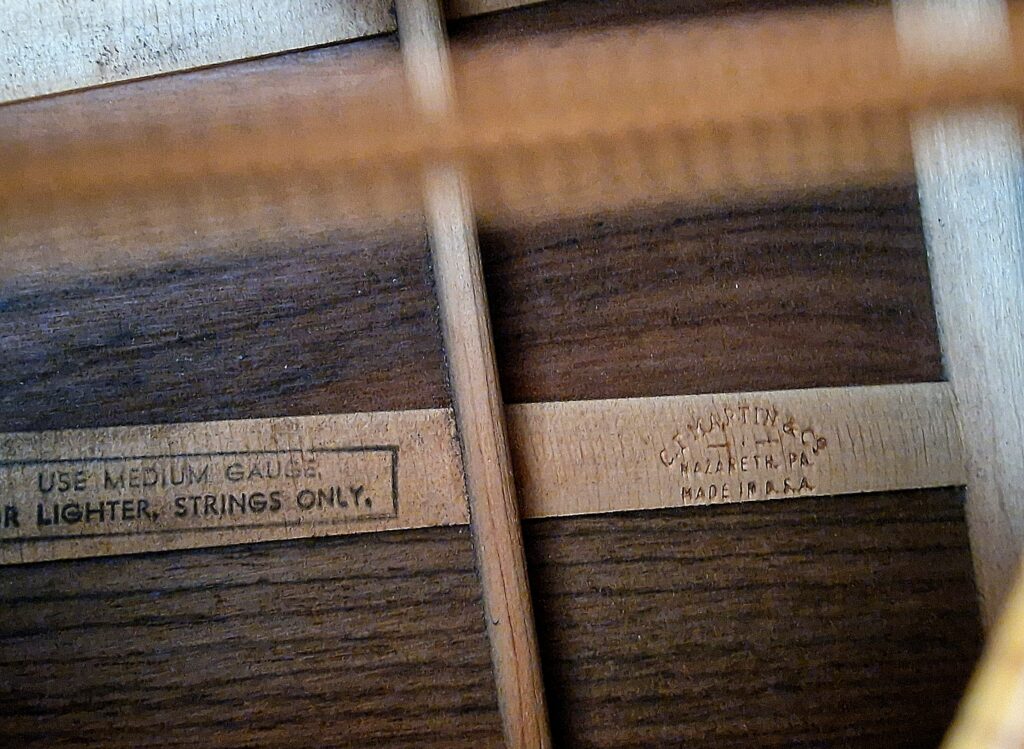 USE MEDIUM GAUGE.
R LIGHTER. STRINGS ONLY.
C.F. MARTIN & Co.
NAZARETH. PA.
MADE IN U.S.A.